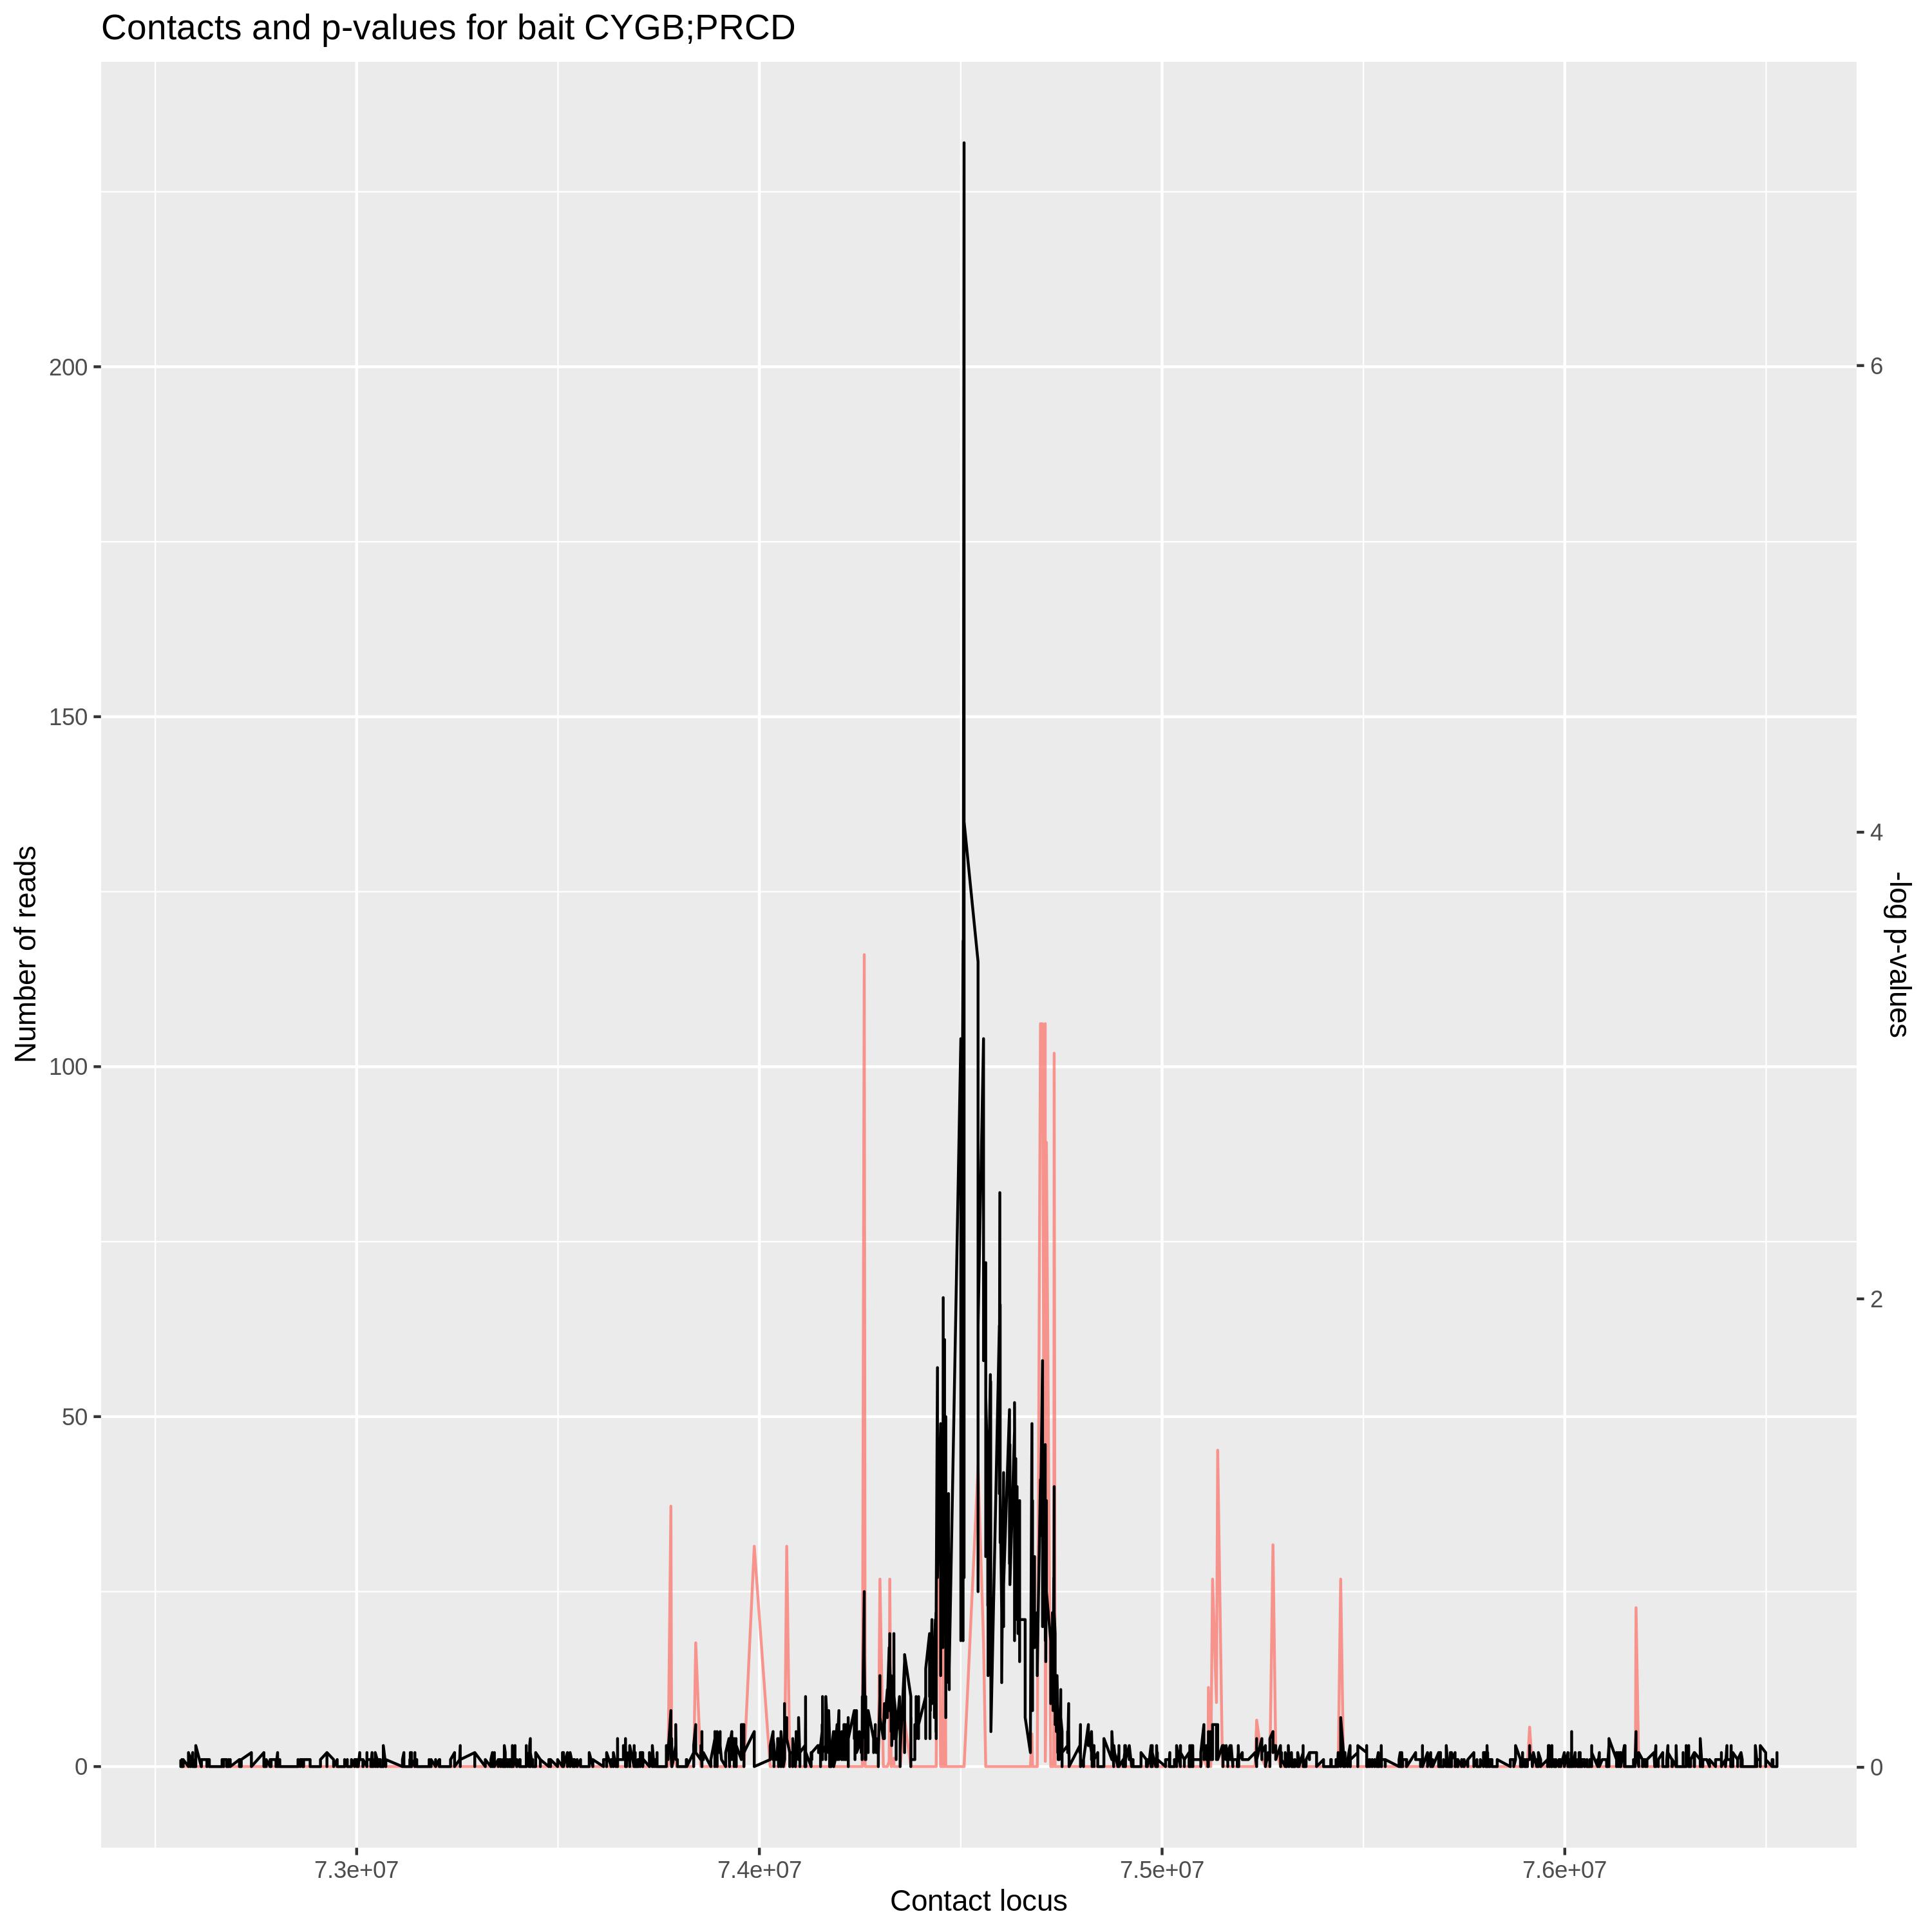 Contacts and p-values for bait CYGB;PRCD
200
150
100
50
0
Number of reads
6
4
2
0
-log p-values
7.3e+07
7.4e+07
7.5e+07
7.6e+07
Contact locus